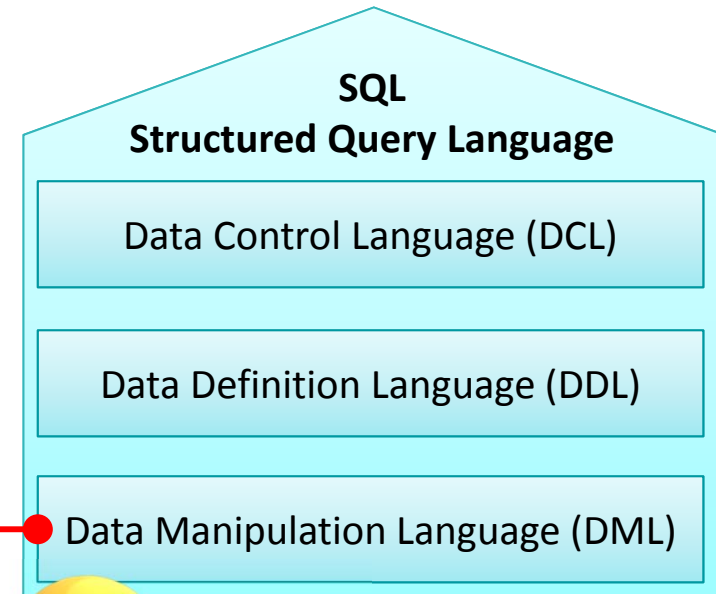 SQL
Structured Query Language
Data Control Language (DCL)
Data Definition Language (DDL)
Data Manipulation Language (DML)